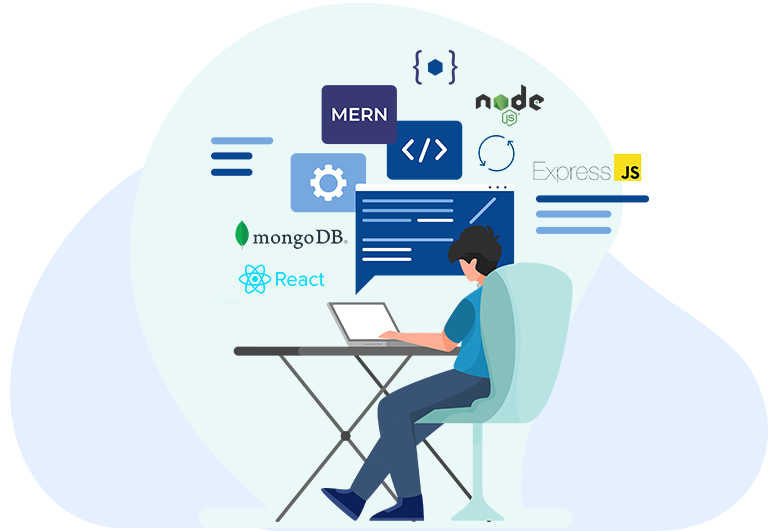 node
JS
MERN
</>
Express JS
mongoDB®
React